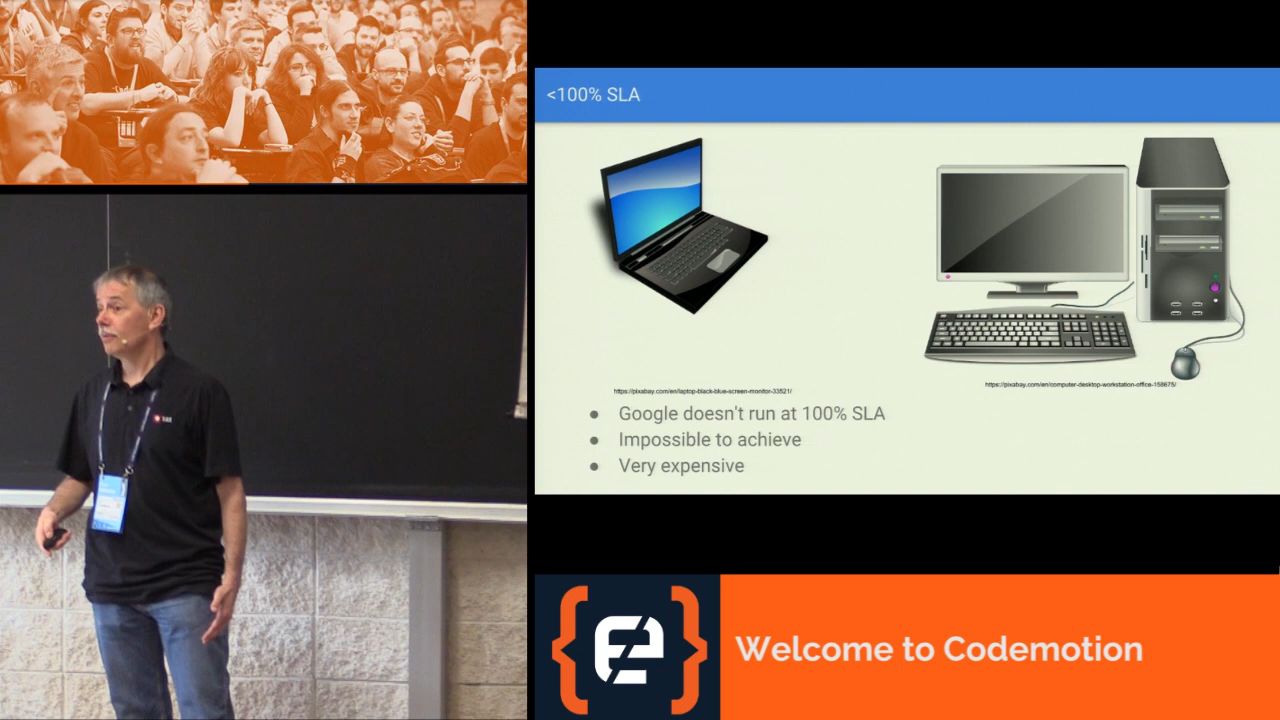 <100% SLA
https://pixabay.com/en/laptop-black-blue-screen-monitor-33521/
https://pixabay.com/en/computer-desktop-workstation-office-158675/
● Google doesn't run at 100% SLA
● Impossible to achieve
● Very expensive
Welcome to Codemotion